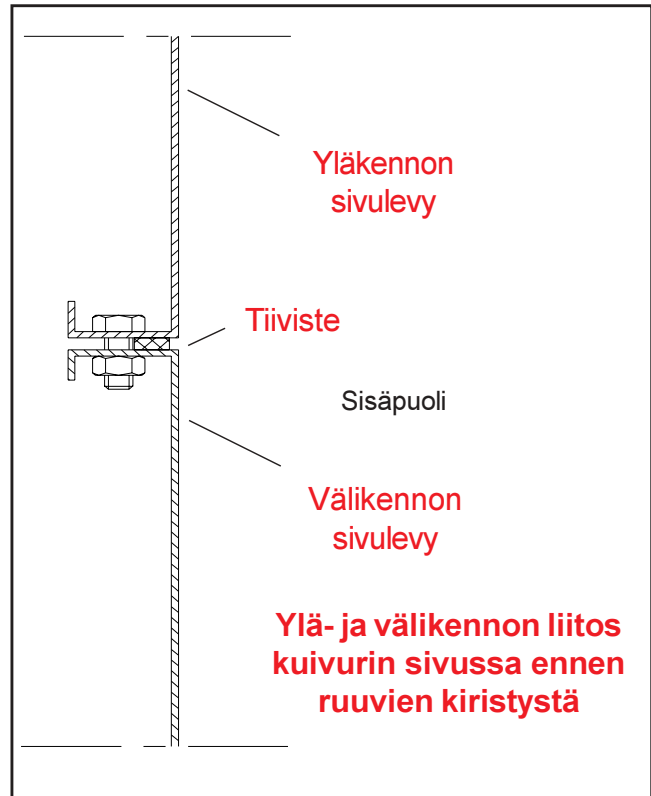 Yläkennon
sivulevy
Tiiviste
Sisäpuoli
Välikennon
sivulevy
Ylä- ja välikennon liitos
kuivurin sivussa ennen
ruuvien kiristystä